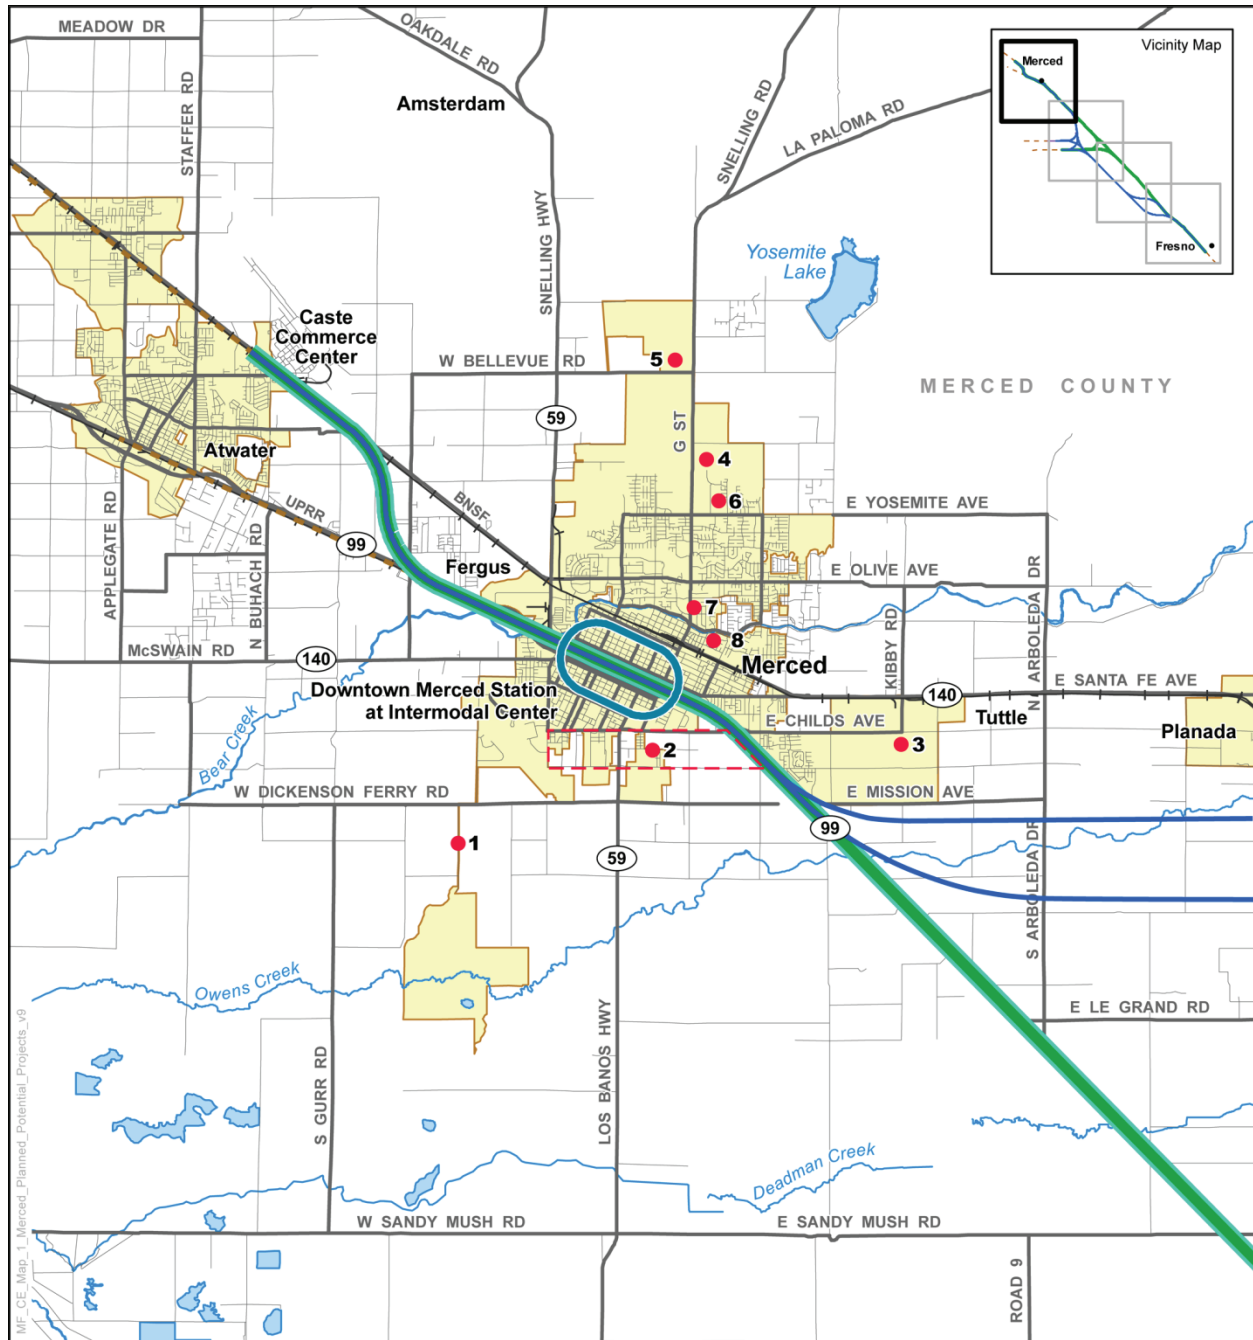 MEADOW DR
STAFFER RD
OAKDALE RD
Amsterdam
SNELLING HWY
SNELLING RD
LA PALOMA RD
Vicinity Map
Merced
Fresno
Yosemite
Lake
Caste
Commerce
Center
W BELLEVUE RD
5
MERCED COUNTY
59
G ST
4
6
Atwater
BNSF
E YOSEMITE AVE
APPLEGATE RD
UPRR
N BUHACH RD
99
Fergus
E OLIVE AVE
N ARBOLEDA DR
KIBBY RD
7
8
McSWAIN RD
140
Merced
E SANTA FE AVE
140
Downtown Merced Station
at Intermodal Center
E CHILDS AVE
Tuttle
Planada
Bear Creek
2
3
W DICKENSON FERRY RD
E MISSION AVE
99
1
59
S ARBOLEDA DR
Owens Creek
E LE GRAND RD
LOS BANOS HWY
S GURR RD
Deadman Creek
W SANDY MUSH RD
E SANDY MUSH RD
ROAD 9
MF_CE_Map_1_Merced_Planned_Potential_Projects_v9